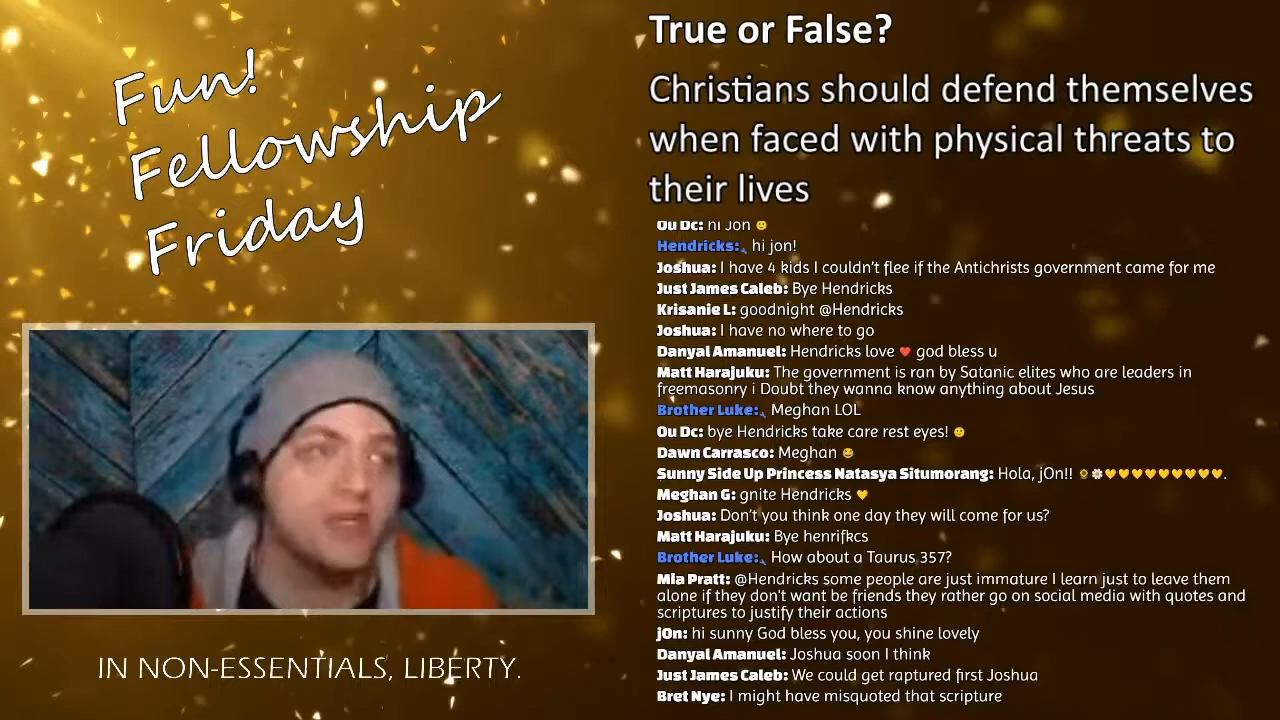 Fun!
Fellowship
Friday
IN NON-ESSENTIALS, LIBERTY.
True or False?
Christians should defend themselves
when faced with physical threats to
their lives
Ou Dc: hi Jon 🙂
Hendricks: hi jon!
Joshua: I have 4 kids I couldn't flee if the Antichrists government came for me
Just James Caleb: Bye Hendricks
Krisanie L: goodnight @Hendricks
Joshua: I have no where to go
Danyal Amanuel: Hendricks love ♥ god bless u
Matt Harajuku: The government is ran by Satanic elites who are leaders in
freemasonry i Doubt they wanna know anything about Jesus
Brother Luke: Meghan LOL
Ou Dc: bye Hendricks take care rest eyes! 🙂
Dawn Carrasco: Meghan 😂
Sunny Side Up Princess Natasya Situmorang: Hola, jOn!! 🌻🌼💛💛💛💛💛💛💛💛💛.
Meghan G: gnite Hendricks 💛
Joshua: Don't you think one day they will come for us?
Matt Harajuku: Bye henrifkcs
Brother Luke: How about a Taurus 357?
Mia Pratt: @Hendricks some people are just immature I learn just to leave them
alone if they don't want be friends they rather go on social media with quotes and
scriptures to justify their actions
jOn: hi sunny God bless you, you shine lovely
Danyal Amanuel: Joshua soon I think
Just James Caleb: We could get raptured first Joshua
Bret Nye: I might have misquoted that scripture